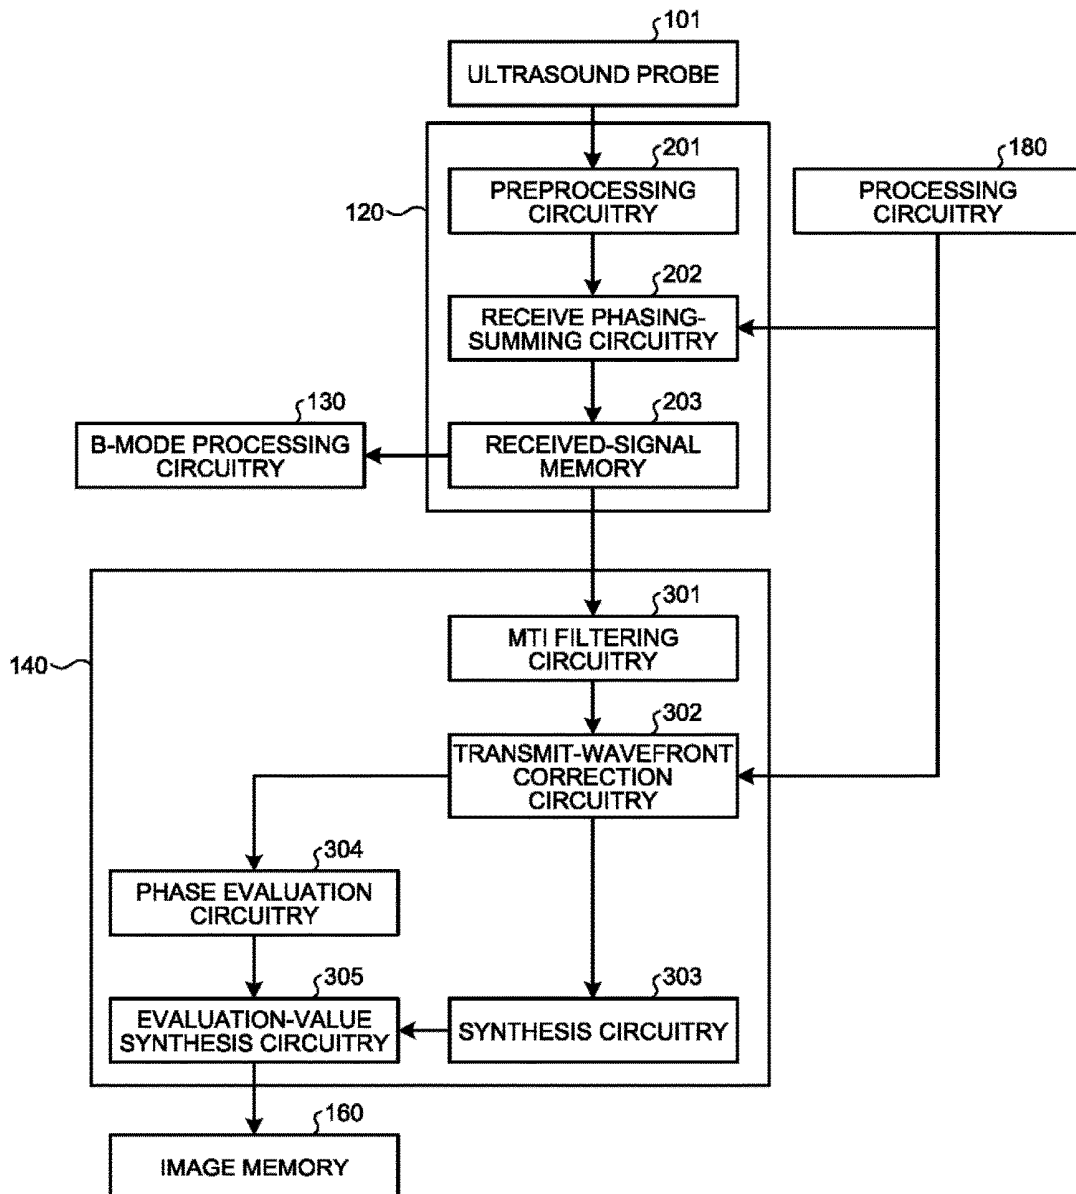 101
ULTRASOUND PROBE
201
PREPROCESSING
CIRCUITRY
180
PROCESSING
CIRCUITRY
120
202
RECEIVE PHASING-
SUMMING CIRCUITRY
130
B-MODE PROCESSING
CIRCUITRY
203
RECEIVED-SIGNAL
MEMORY
301
MTI FILTERING
CIRCUITRY
140
302
TRANSMIT-WAVEFRONT
CORRECTION
CIRCUITRY
304
PHASE EVALUATION
CIRCUITRY
305
EVALUATION-VALUE
SYNTHESIS CIRCUITRY
303
SYNTHESIS CIRCUITRY
160
IMAGE MEMORY